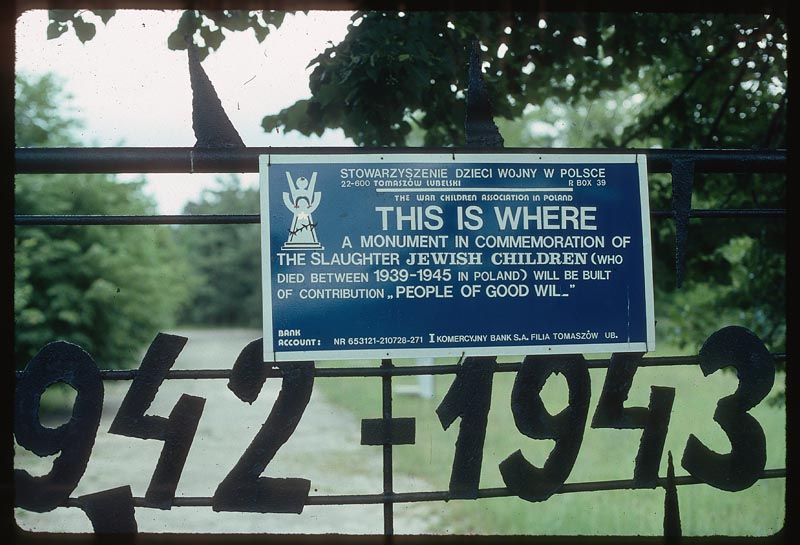 STOWARZYSZENIE DZIECI WOJNY W POLSCE
22-600 TOMASZÓW LUBELSKI R BOX 39
THE WAR CHILDREN ASSOCIATION IN POLAND
THIS IS WHERE
A MONUMENT IN COMMEMORATION OF
THE SLAUGHTER JEWISH CHILDREN (WHO
DIED BETWEEN 1939-1945 IN POLAND) WILL BE BUILT
OF CONTRIBUTION „PEOPLE OF GOOD WIL"
BANK
ACCOUNT: NR 653121-210728-271 I KOMERCYJNY BANK S.A. FILIA TOMASZÓW UB.
942-1943